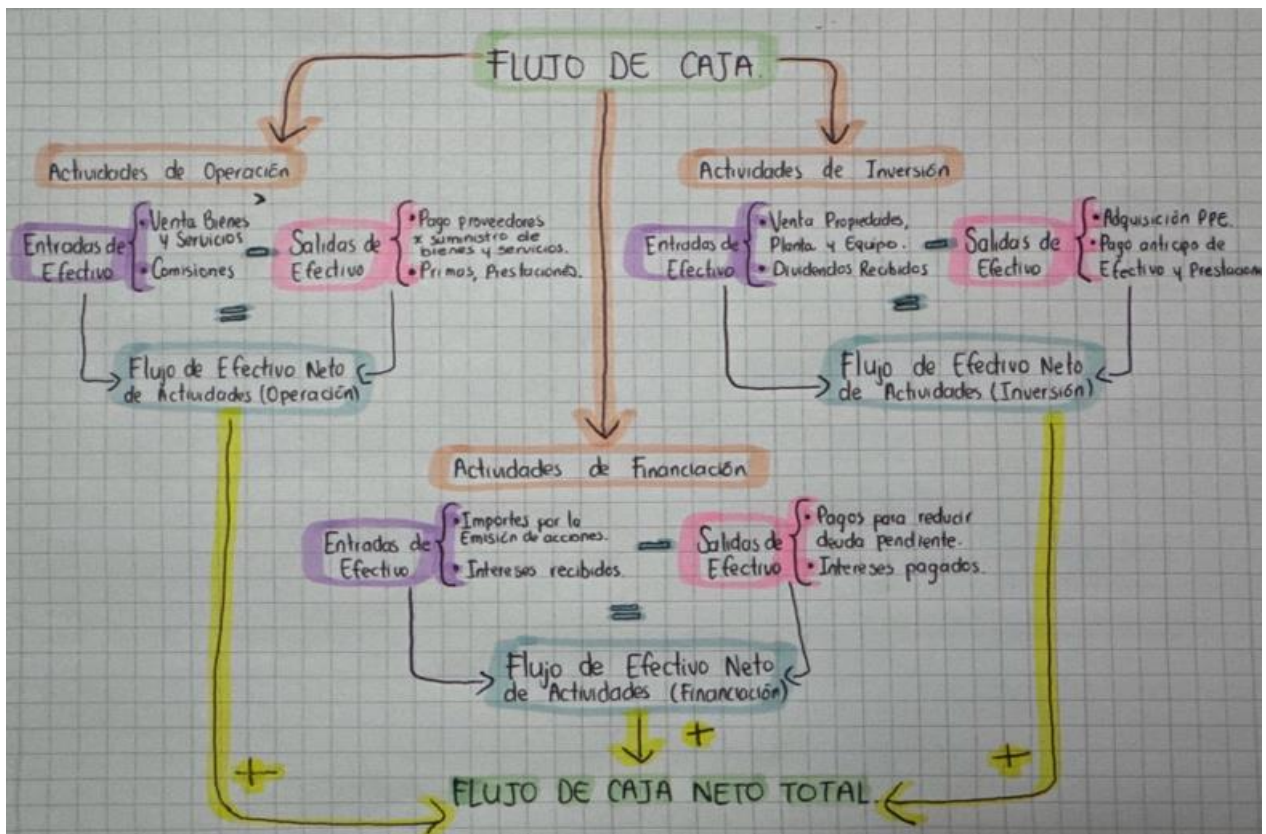 FLUJO DE CAJA.
Actividades de Operación
Entradas de
Efectivo
• Venta Bienes
y Servicios
• Comisiones
-
Salidas de
Efectivo
• Pago proveedores
x suministro de
bienes y servicios.
• Primas, Prestaciones.
=
Flujo de Efectivo Neto
de Actividades (Operación)
Actividades de Inversión
Entradas de
Efectivo
• Venta Propiedades,
Planta y Equipo.
• Dividendos Recibidos
-
Salidas de
Efectivo
• Adquisición PPE.
• Pago anticipo de
Efectivo y
=
Flujo de Efectivo Neto
de Actividades (Inversión)
Actividades de Financiación
Entradas de
Efectivo
• Importes por la
Emisión de acciones.
• Intereses recibidos.
-
Salidas de
Efectivo
• Pagos para reducir
deuda pendiente.
• Intereses pagados.
=
Flujo de Efectivo Neto
de Actividades (Financiación)
+
+
+
FLUJO DE CAJA NETO TOTAL.